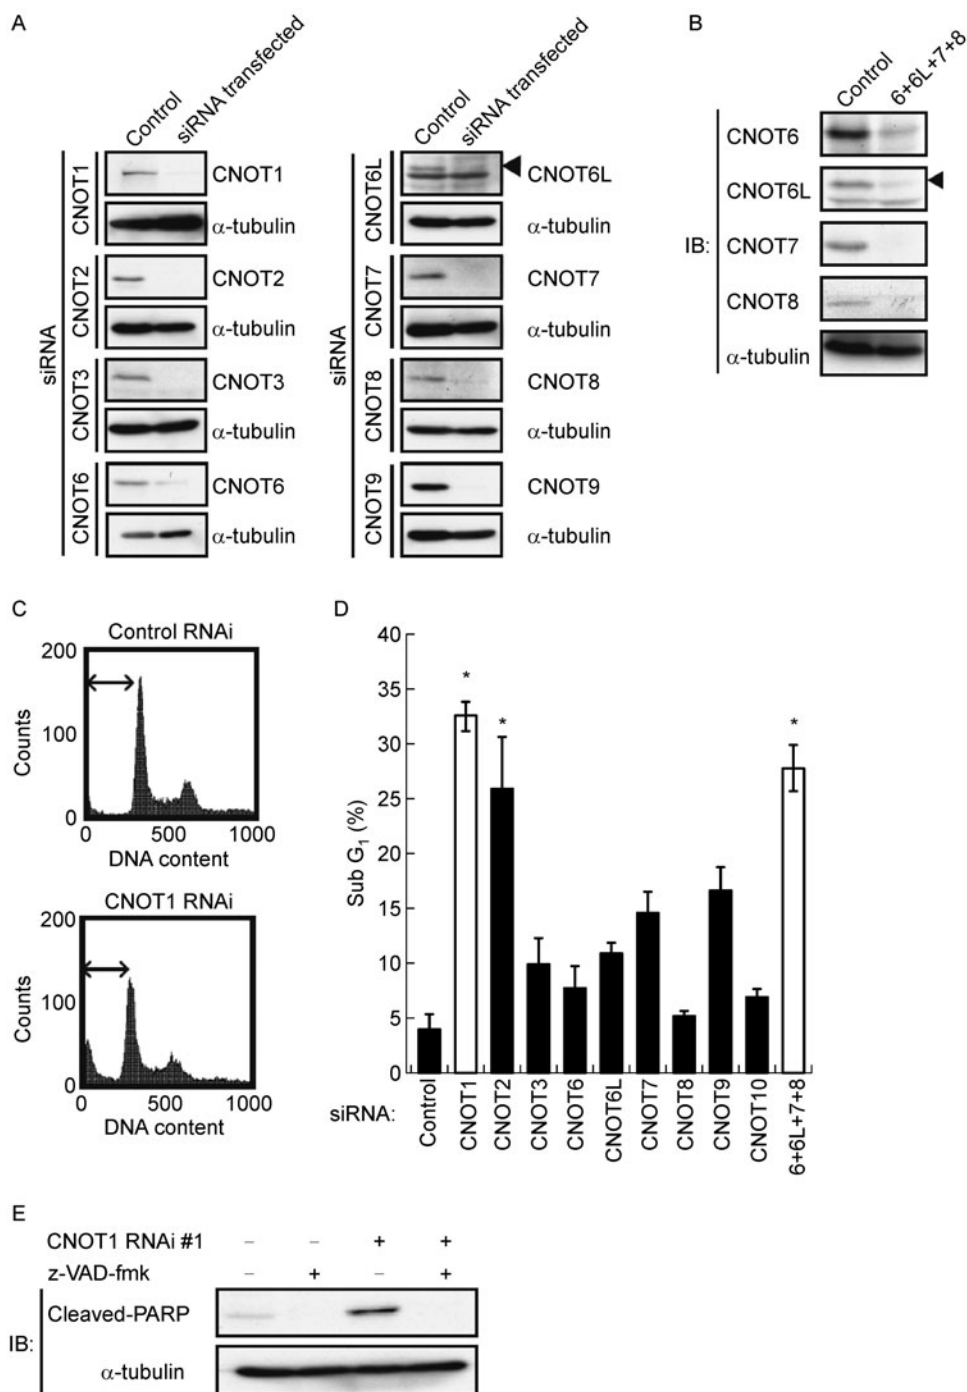 A
Control
siRNA transfected
siRNA
CNOT1
CNOT1
α-tubulin
CNOT2
CNOT2
α-tubulin
CNOT3
CNOT3
α-tubulin
CNOT6
CNOT6
α-tubulin
Control
siRNA transfected
siRNA
CNOT6L
CNOT6L
α-tubulin
CNOT7
CNOT7
α-tubulin
CNOT8
CNOT8
α-tubulin
CNOT9
CNOT9
α-tubulin
B
Control
6+6L+7+8
IB:
CNOT6
CNOT6L
CNOT7
CNOT8
α-tubulin
C
Control RNAi
200
100
0
Counts
0 500 1000
DNA content
CNOT1 RNAi
200
100
0
Counts
0 500 1000
DNA content
D
40
35
30
25
20
15
10
5
0
Sub G₁ (%)
* * *
siRNA:
Control
CNOT1
CNOT2
CNOT3
CNOT6
CNOT6L
CNOT7
CNOT8
CNOT9
CNOT10
6+6L+7+8
E
CNOT1 RNAi #1 – – + +
z-VAD-fmk – + – +
IB:
Cleaved-PARP
α-tubulin